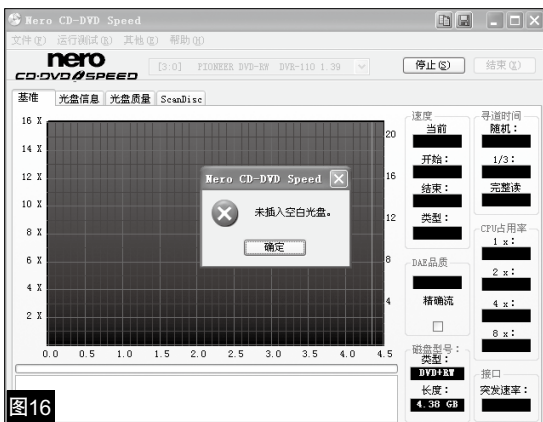 Nero CD-DVD Speed
文件(F) 运行测试(R) 其他(E) 帮助(H)
nero
CD·DVD SPEED
[3:0] PIONEER DVD-RW DVR-110 1.39
停止(S)
结束(X)
基准 光盘信息 光盘质量 ScanDisc
16 X
14 X
12 X
10 X
8 X
6 X
4 X
2 X
20
16
12
8
4
0.0 0.5 1.0 1.5 2.0 2.5 3.0 3.5 4.0 4.5
Nero CD-DVD Speed
未插入空白光盘。
确定
速度
当前
开始：
结束：
类型：
寻道时间
随机：
1/3：
完整读
CPU占用率
1 x：
2 x：
4 x：
8 x：
DAE品质
精确流
磁盘型号：
类型：
DVD+RW
长度：
4.38 GB
接口
突发速率：
图16